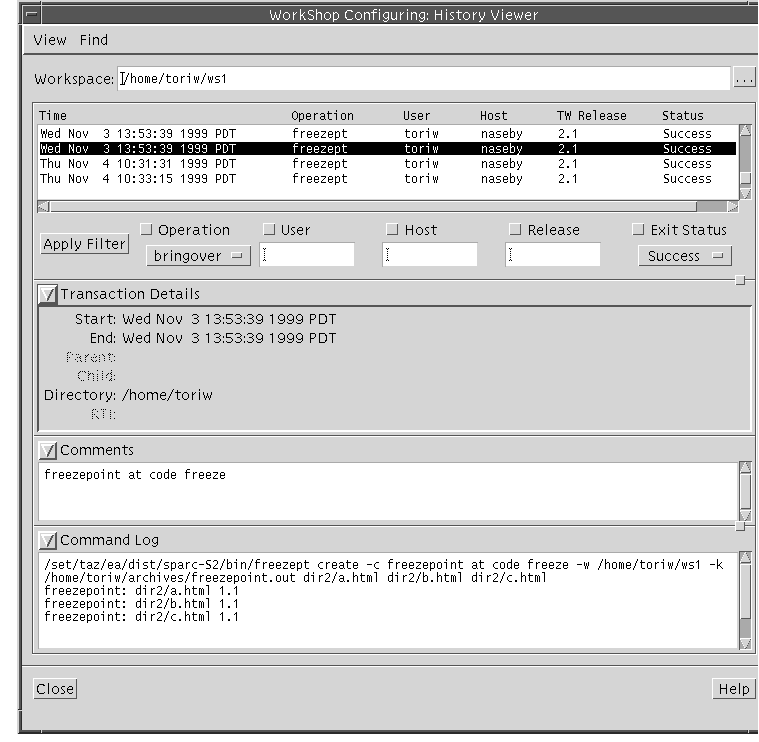 WorkShop Configuring: History Viewer
View Find
Workspace: /home/toriw/ws1 ...
Time Operation User Host TW Release Status
Wed Nov 3 13:53:39 1999 PDT freezept toriw naseby 2.1 Success
Wed Nov 3 13:53:39 1999 PDT freezept toriw naseby 2.1 Success
Thu Nov 4 10:31:31 1999 PDT freezept toriw naseby 2.1 Success
Thu Nov 4 10:33:15 1999 PDT freezept toriw naseby 2.1 Success
Apply Filter Operation User Host Release Exit Status
bringover Success
Transaction Details
Start: Wed Nov 3 13:53:39 1999 PDT
End: Wed Nov 3 13:53:39 1999 PDT
Parent:
Child:
Directory: /home/toriw
RTI:
Comments
freezepoint at code freeze
Command Log
/set/taz/ea/dist/sparc-S2/bin/freezept create -c freezepoint at code freeze -w /home/toriw/ws1 -k
/home/toriw/archives/freezepoint.out dir2/a.html dir2/b.html dir2/c.html
freezepoint: dir2/a.html 1.1
freezepoint: dir2/b.html 1.1
freezepoint: dir2/c.html 1.1
Close Help